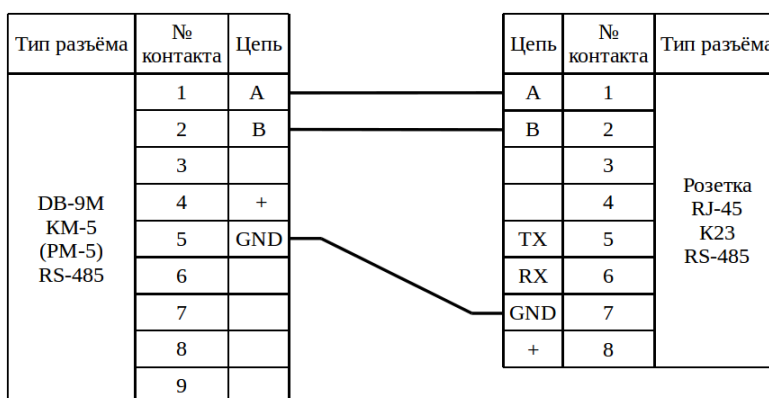 Тип разъёма № контакта Цепь
1 A
2 B
3
4 +
5 GND
6
7
8
9
DB-9M
КМ-5
(РМ-5)
RS-485
Цепь № контакта Тип разъёма
A 1
B 2
3
4
TX 5
RX 6
GND 7
+ 8
Розетка
RJ-45
К23
RS-485